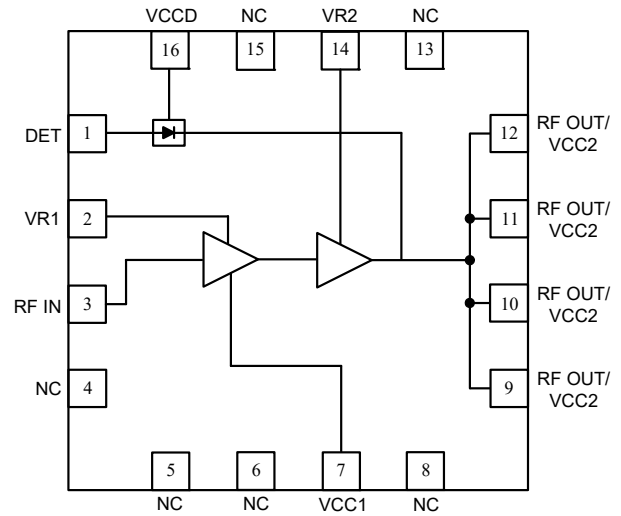 VCCD NC VR2 NC
16 15 14 13
DET 1
12 RF OUT/
VCC2
VR1 2
11 RF OUT/
VCC2
RF IN 3
10 RF OUT/
VCC2
NC 4
9 RF OUT/
VCC2
5 6 7 8
NC NC VCC1 NC